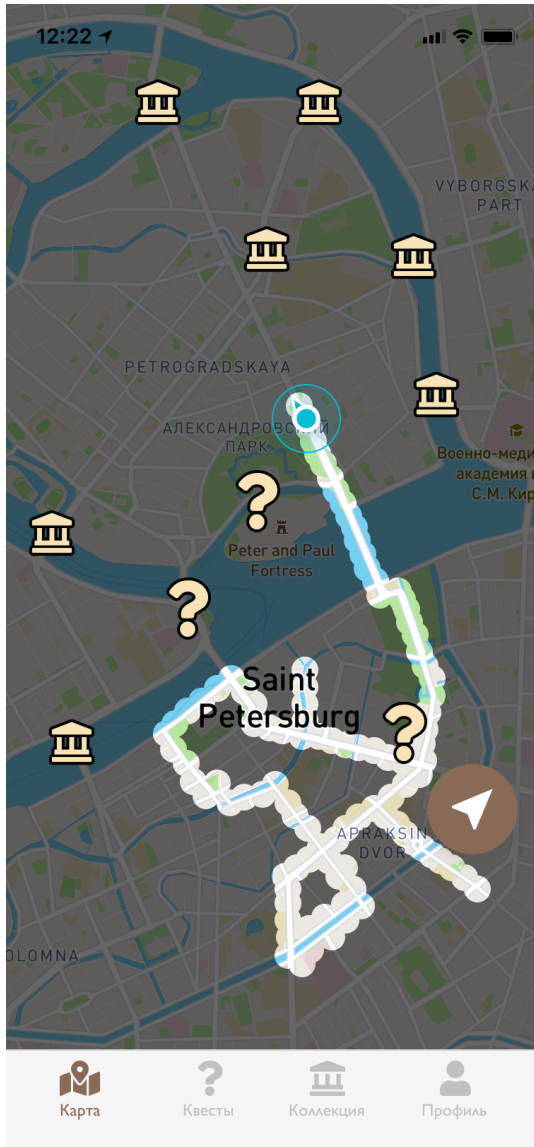 12:22
VYBORGSKA
PART
PETROGRADSKAYA
АЛЕКСАНДРОВСКИЙ
ПАРК
Военно-меди
академия и
С.М. Кир
Peter and Paul
Fortress
Saint
Petersburg
APRAKSIN
DVOR
OLOMNA
Карта
Квесты
Коллекция
Профиль